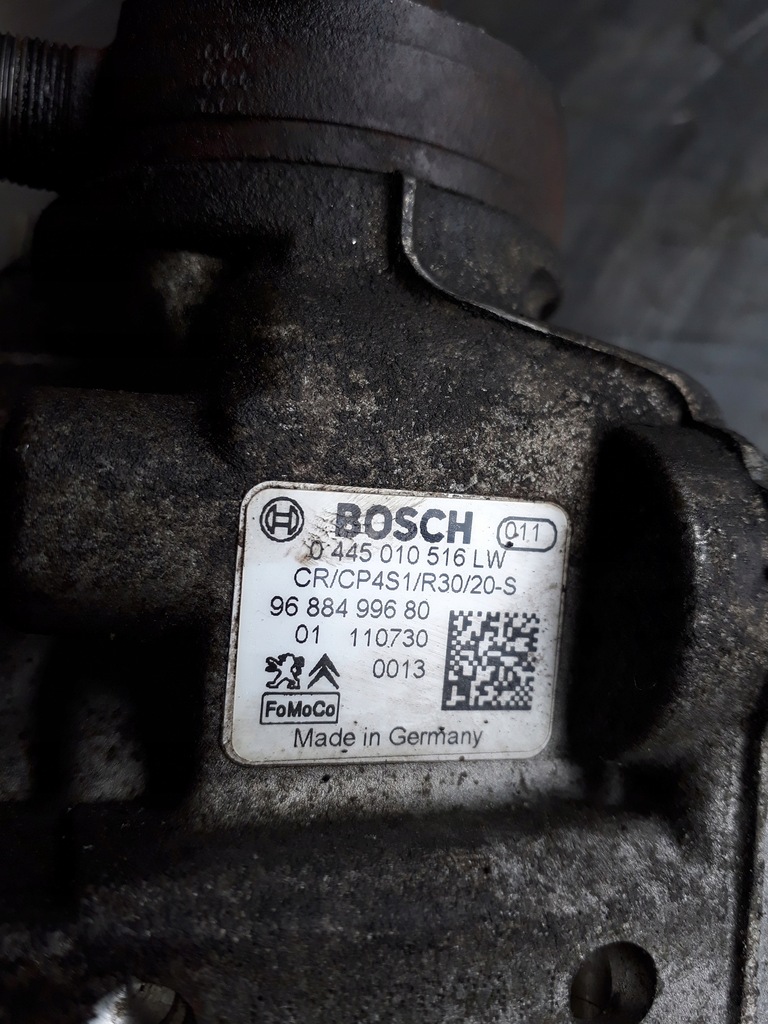 BOSCH 011
0 445 010 516 LW
CR/CP4S1/R30/20-S
96 884 996 80
01 110730
0013
FoMoCo
Made in Germany